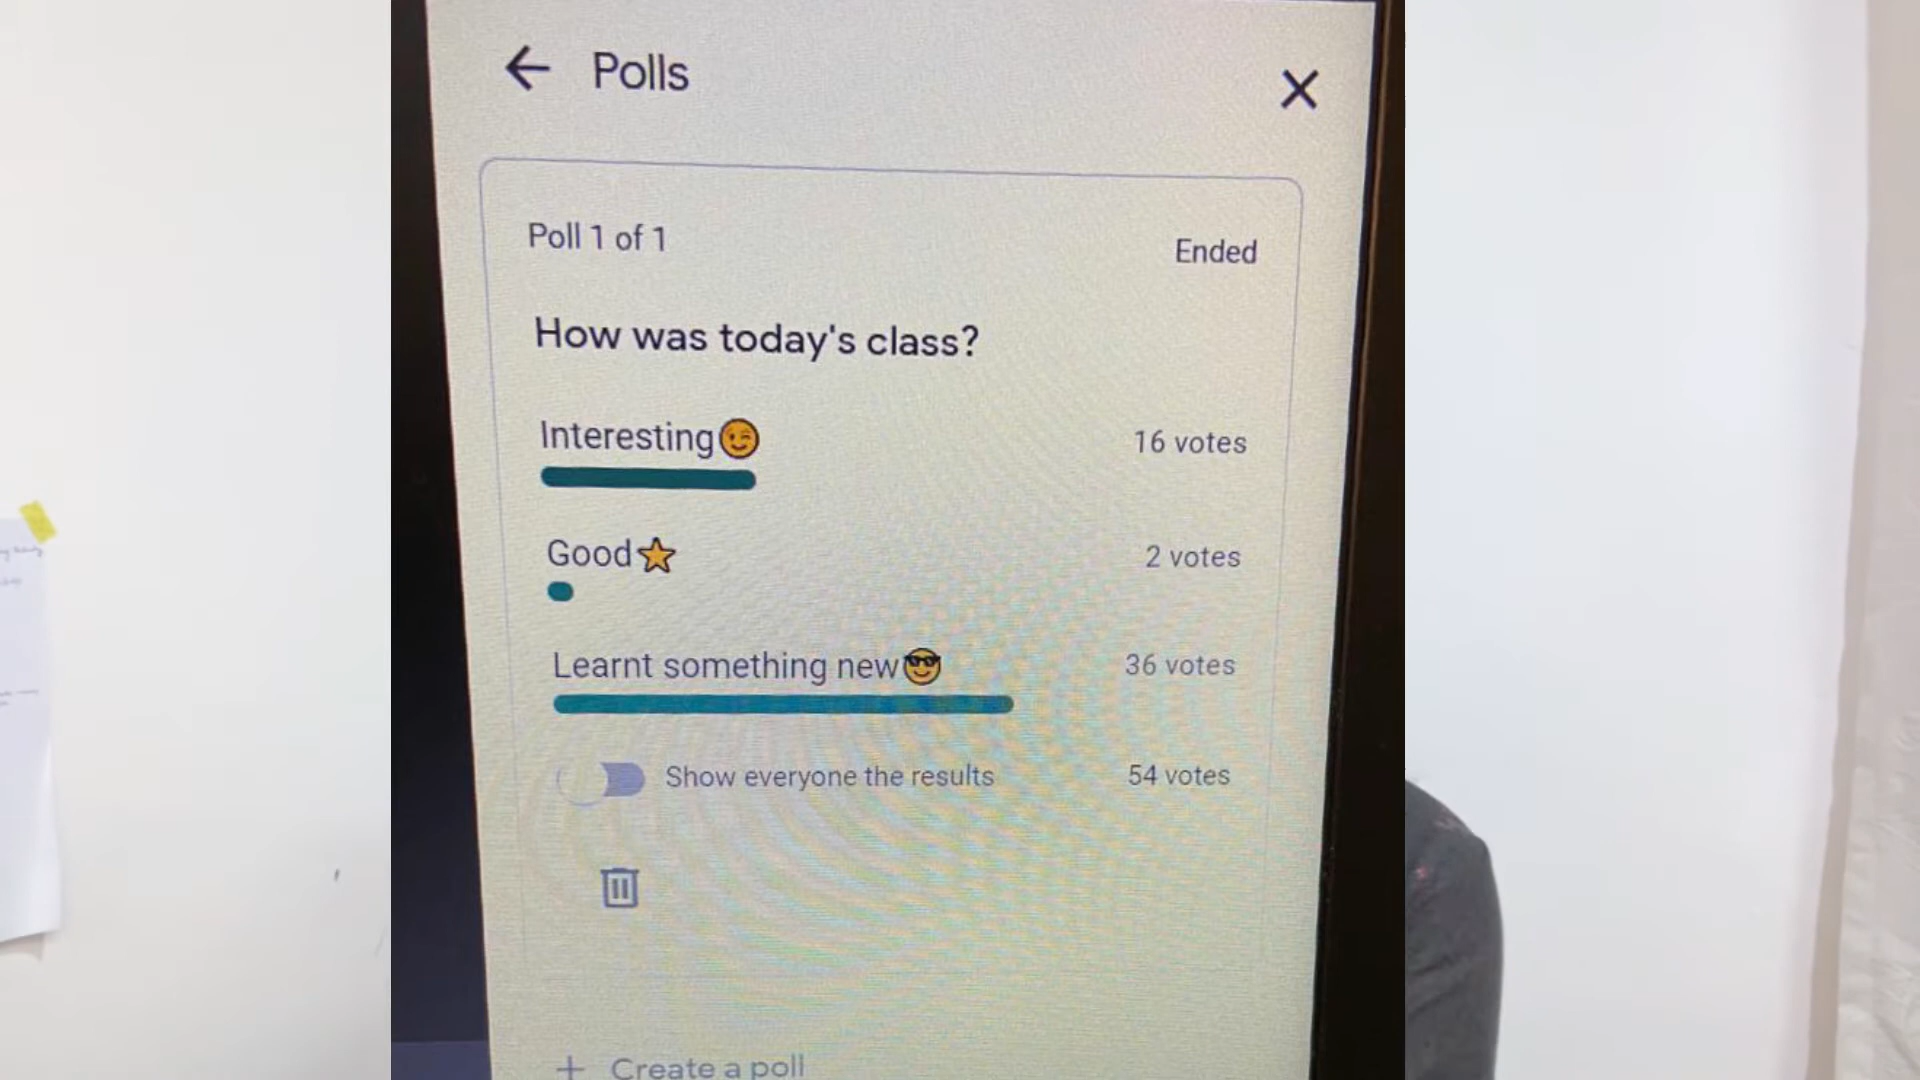 Polls
Poll 1 of 1
Ended
How was today's class?
Interesting😉
16 votes
Good⭐
2 votes
Learnt something new😎
36 votes
Show everyone the results
54 votes
+ Create a poll